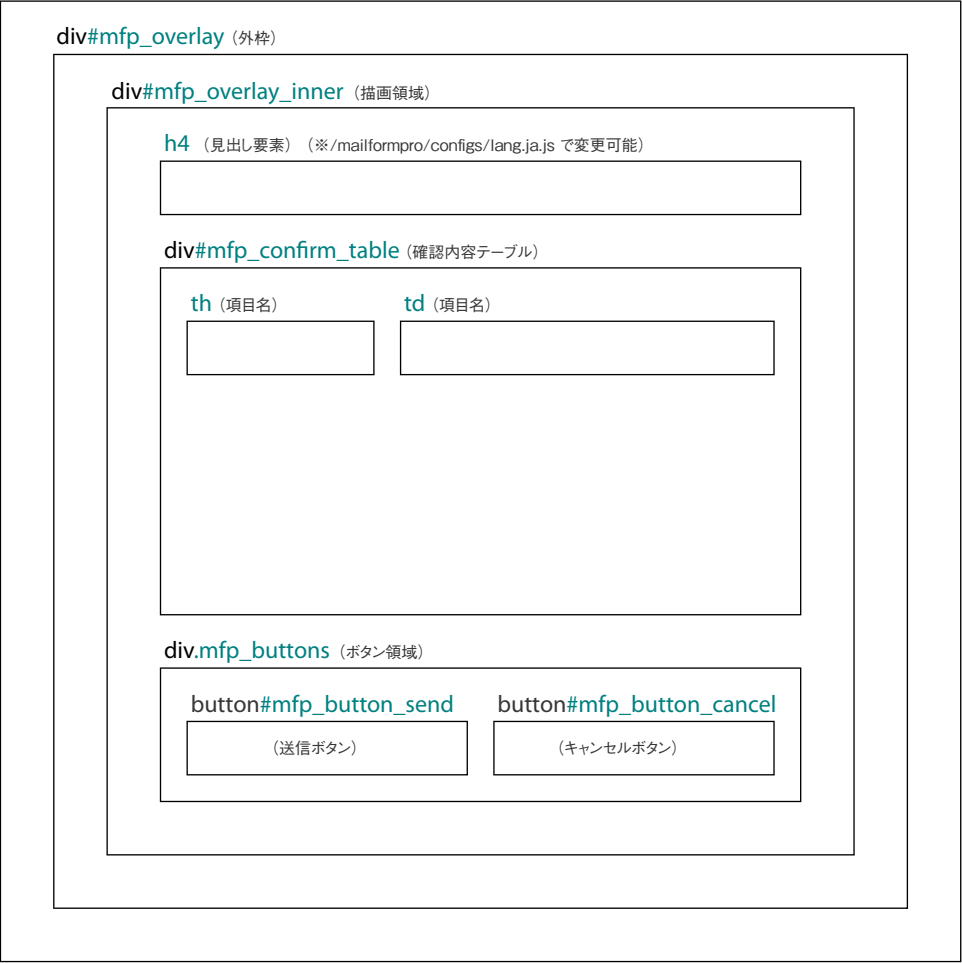 div#mfp_overlay（外枠）
div#mfp_overlay_inner（描画領域）
h4（見出し要素）（※/mailformpro/configs/lang.ja.js で変更可能）
div#mfp_confirm_table（確認内容テーブル）
th（項目名） td（項目名）
div.mfp_buttons（ボタン領域）
button#mfp_button_send button#mfp_button_cancel
（送信ボタン） （キャンセルボタン）